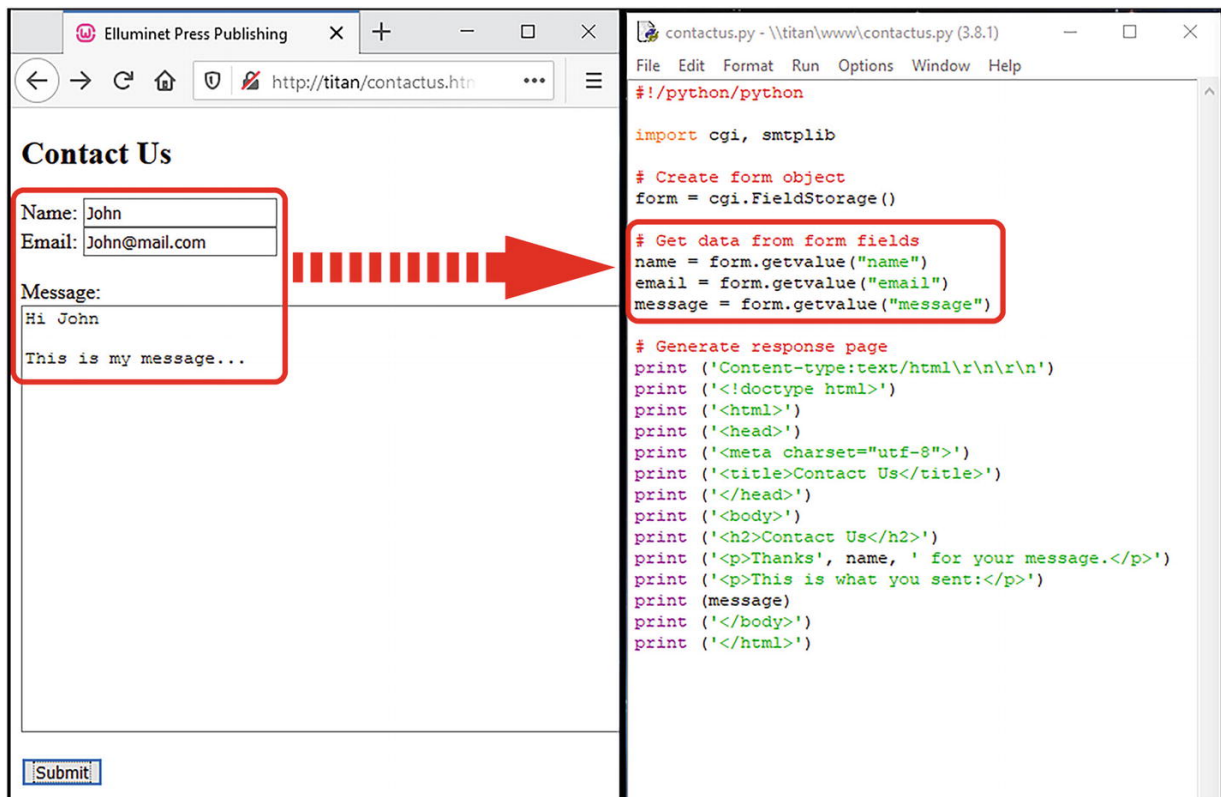 Elluminet Press Publishing
http://titan/contactus.htm
Contact Us
Name: John
Email: John@mail.com
Message:
Hi John
This is my message...
Submit
contactus.py - \\titan\www\contactus.py (3.8.1)
File Edit Format Run Options Window Help
#!/python/python
import cgi, smtplib
# Create form object
form = cgi.FieldStorage()
# Get data from form fields
name = form.getvalue("name")
email = form.getvalue("email")
message = form.getvalue("message")
# Generate response page
print ('Content-type:text/html\r\n\r\n')
print ('<!doctype html>')
print ('<html>')
print ('<head>')
print ('<meta charset="utf-8">')
print ('<title>Contact Us</title>')
print ('</head>')
print ('<body>')
print ('<h2>Contact Us</h2>')
print ('<p>Thanks', name, ' for your message.</p>')
print ('<p>This is what you sent:</p>')
print (message)
print ('</body>')
print ('</html>')